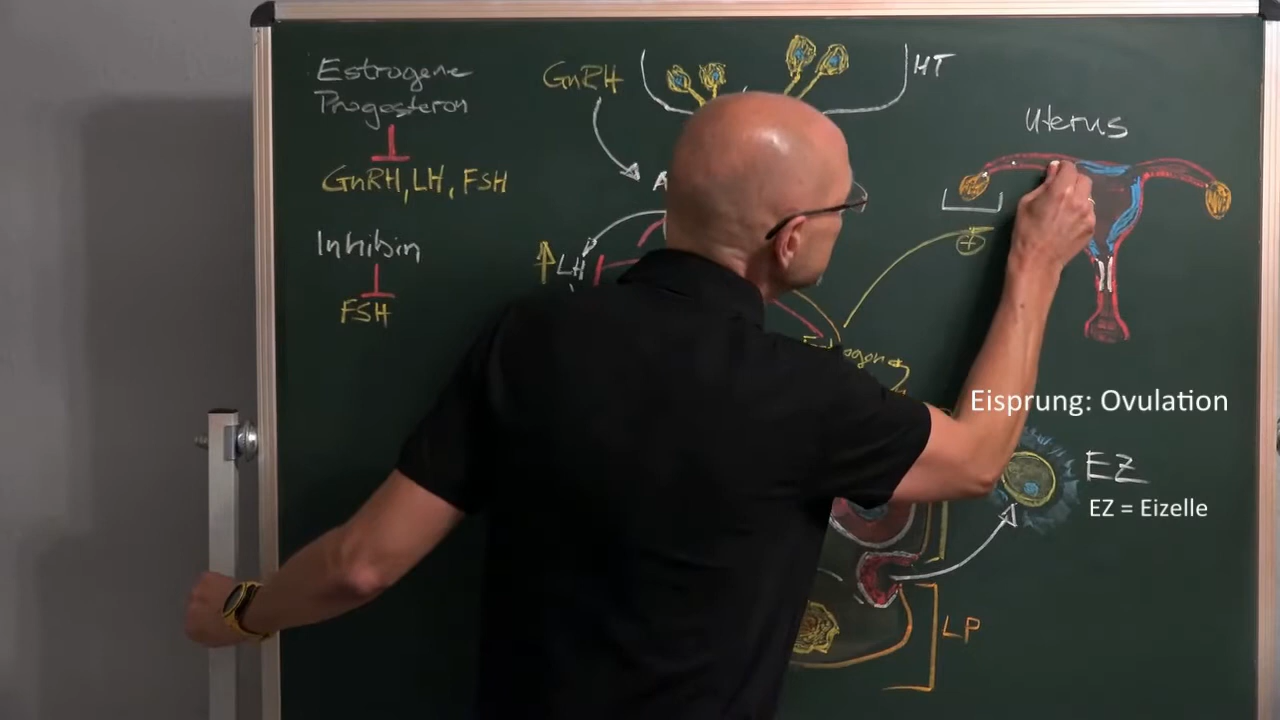 Estrogene
Progesteron
GnRH, LH, FSH
Inhibin
FSH
GnRH
HT
A
LH
Uterus
+
Eisprung: Ovulation
EZ
EZ = Eizelle
LP